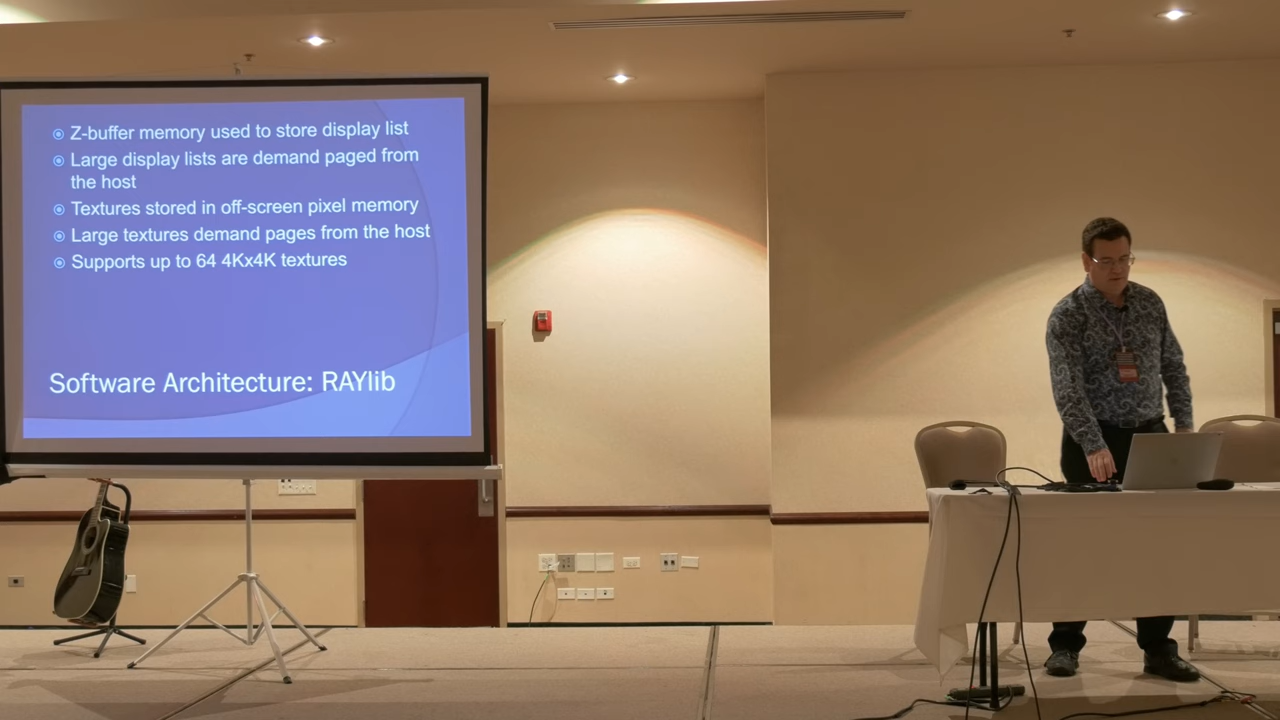 Z-buffer memory used to store display list
Large display lists are demand paged from
the host
Textures stored in off-screen pixel memory
Large textures demand pages from the host
Supports up to 64 4Kx4K textures
Software Architecture: RAYlib